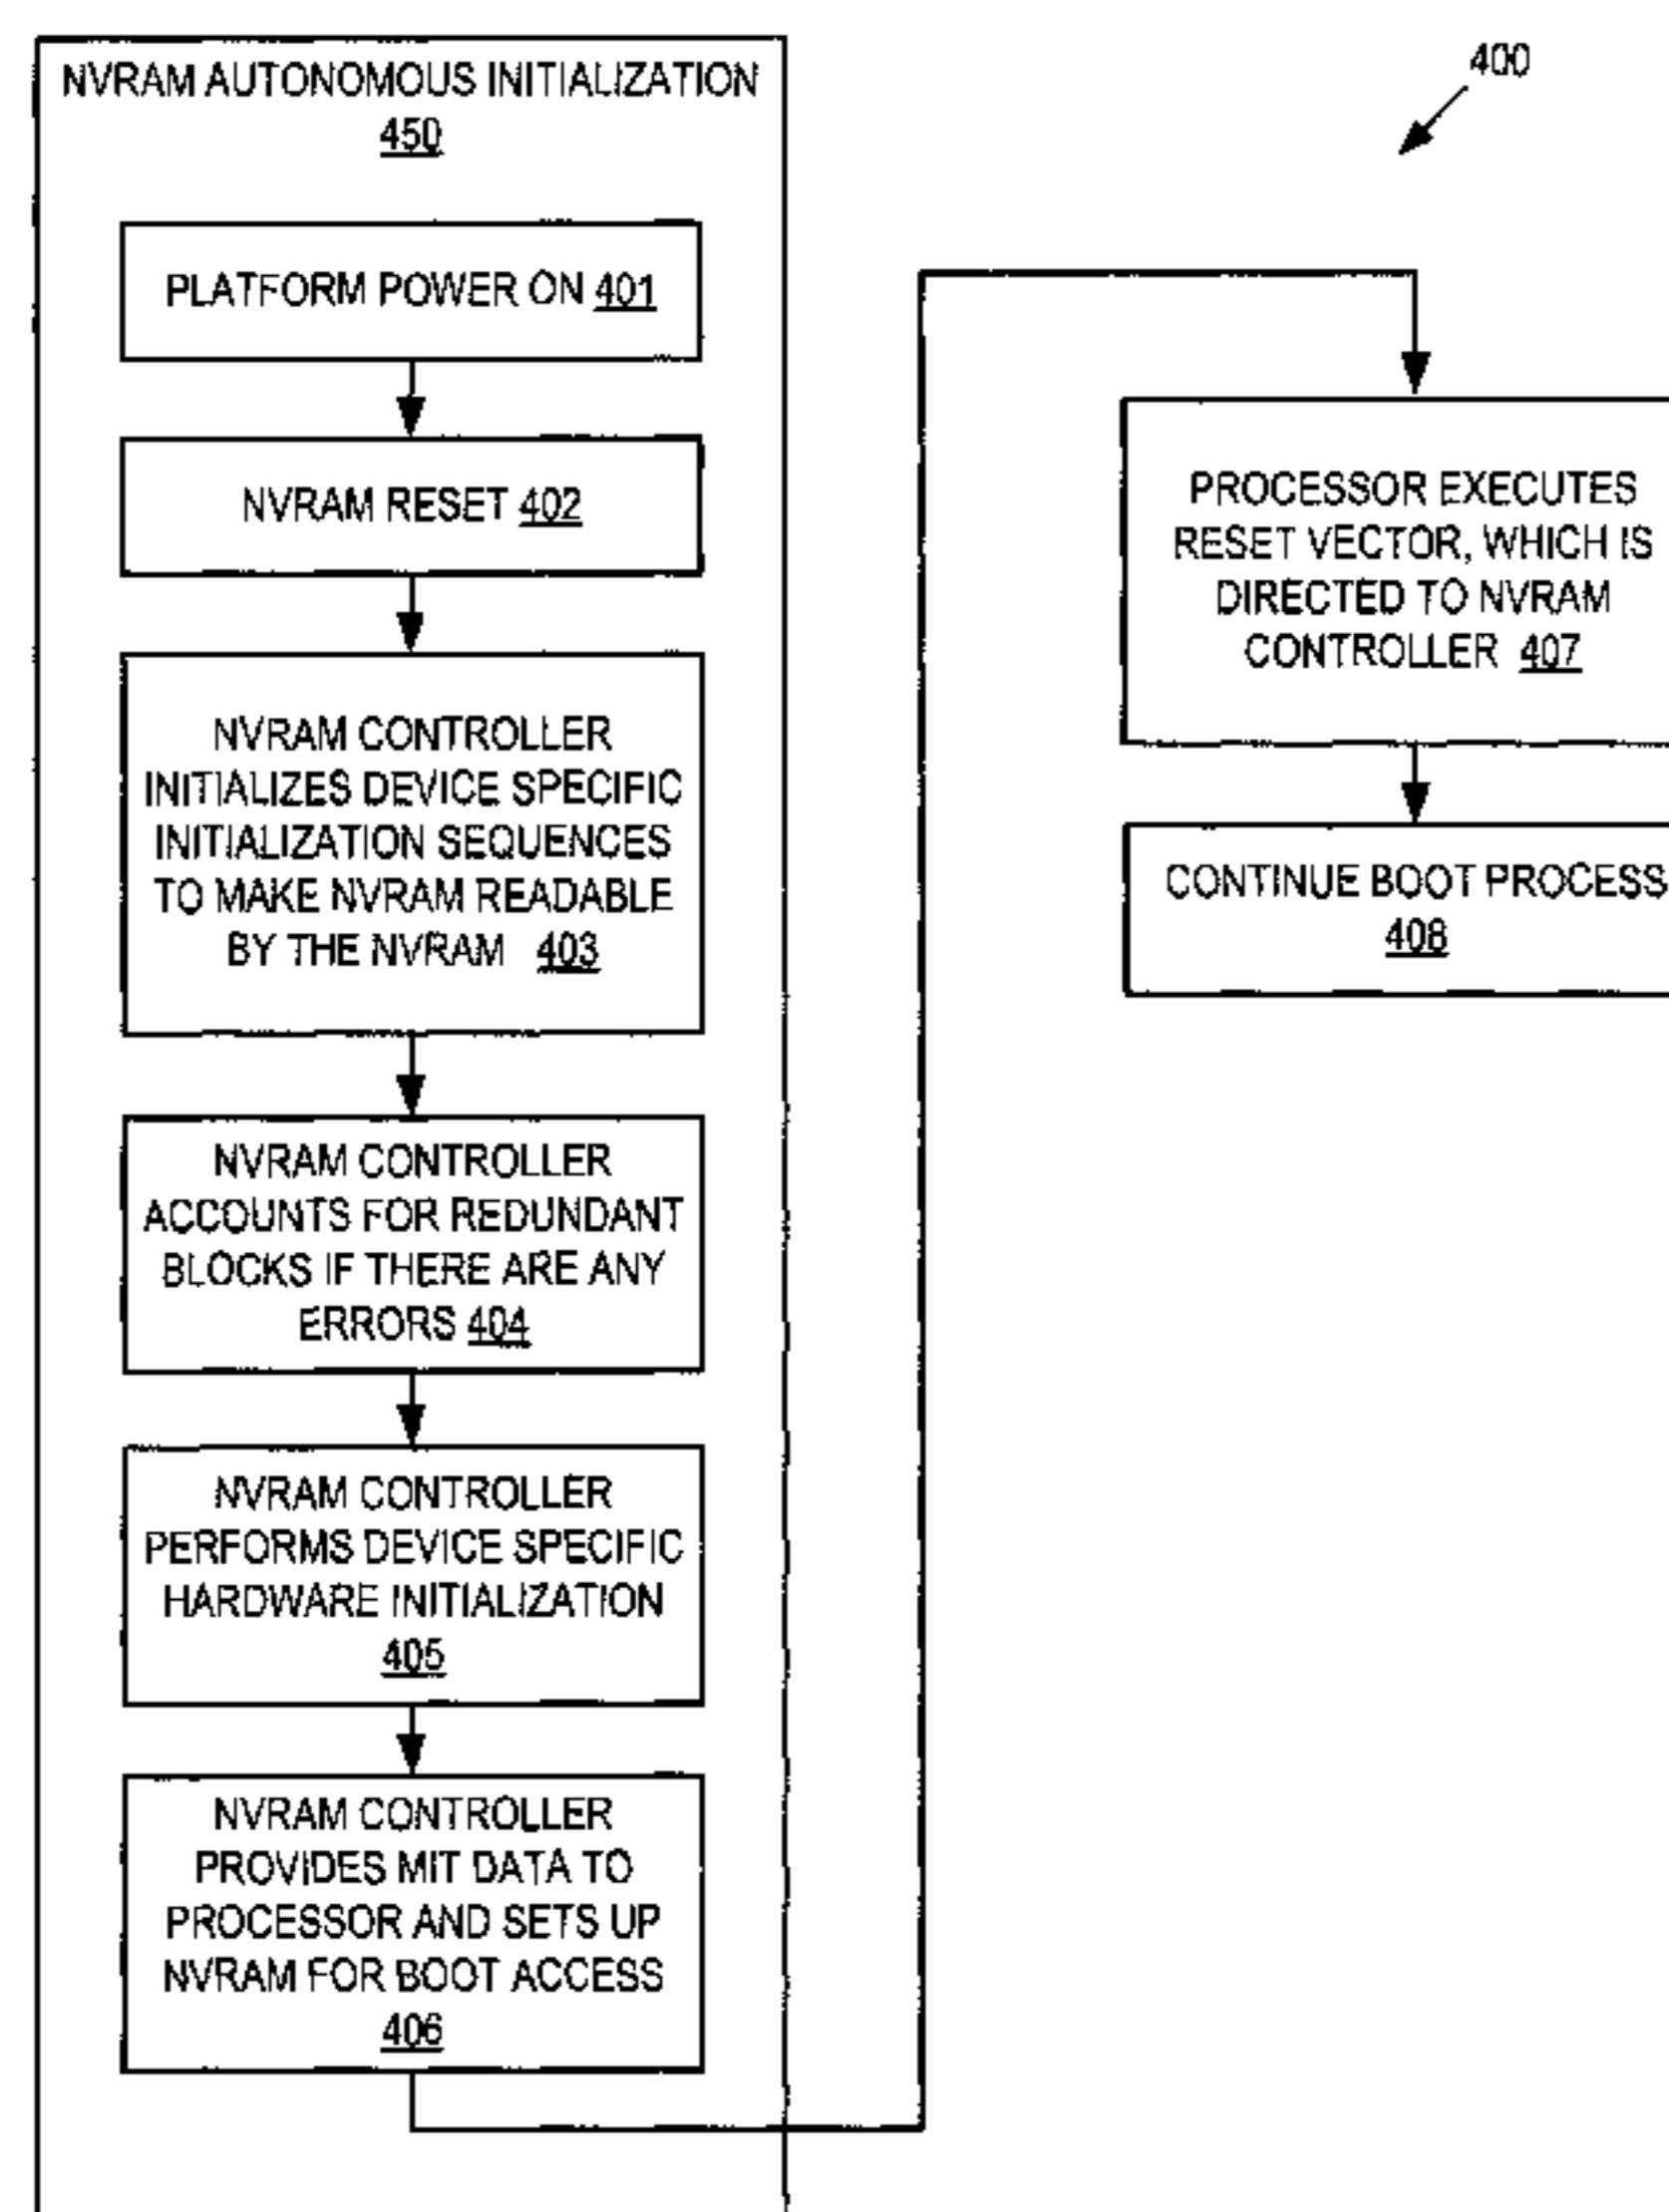 NVRAM AUTONOMOUS INITIALIZATION
450
PLATFORM POWER ON 401
NVRAM RESET 402
NVRAM CONTROLLER
INITIALIZES DEVICE SPECIFIC
INITIALIZATION SEQUENCES
TO MAKE NVRAM READABLE
BY THE NVRAM 403
NVRAM CONTROLLER
ACCOUNTS FOR REDUNDANT
BLOCKS IF THERE ARE ANY
ERRORS 404
NVRAM CONTROLLER
PERFORMS DEVICE SPECIFIC
HARDWARE INITIALIZATION
405
NVRAM CONTROLLER
PROVIDES MIT DATA TO
PROCESSOR AND SETS UP
NVRAM FOR BOOT ACCESS
406
400
PROCESSOR EXECUTES
RESET VECTOR, WHICH IS
DIRECTED TO NVRAM
CONTROLLER 407
CONTINUE BOOT PROCESS
408